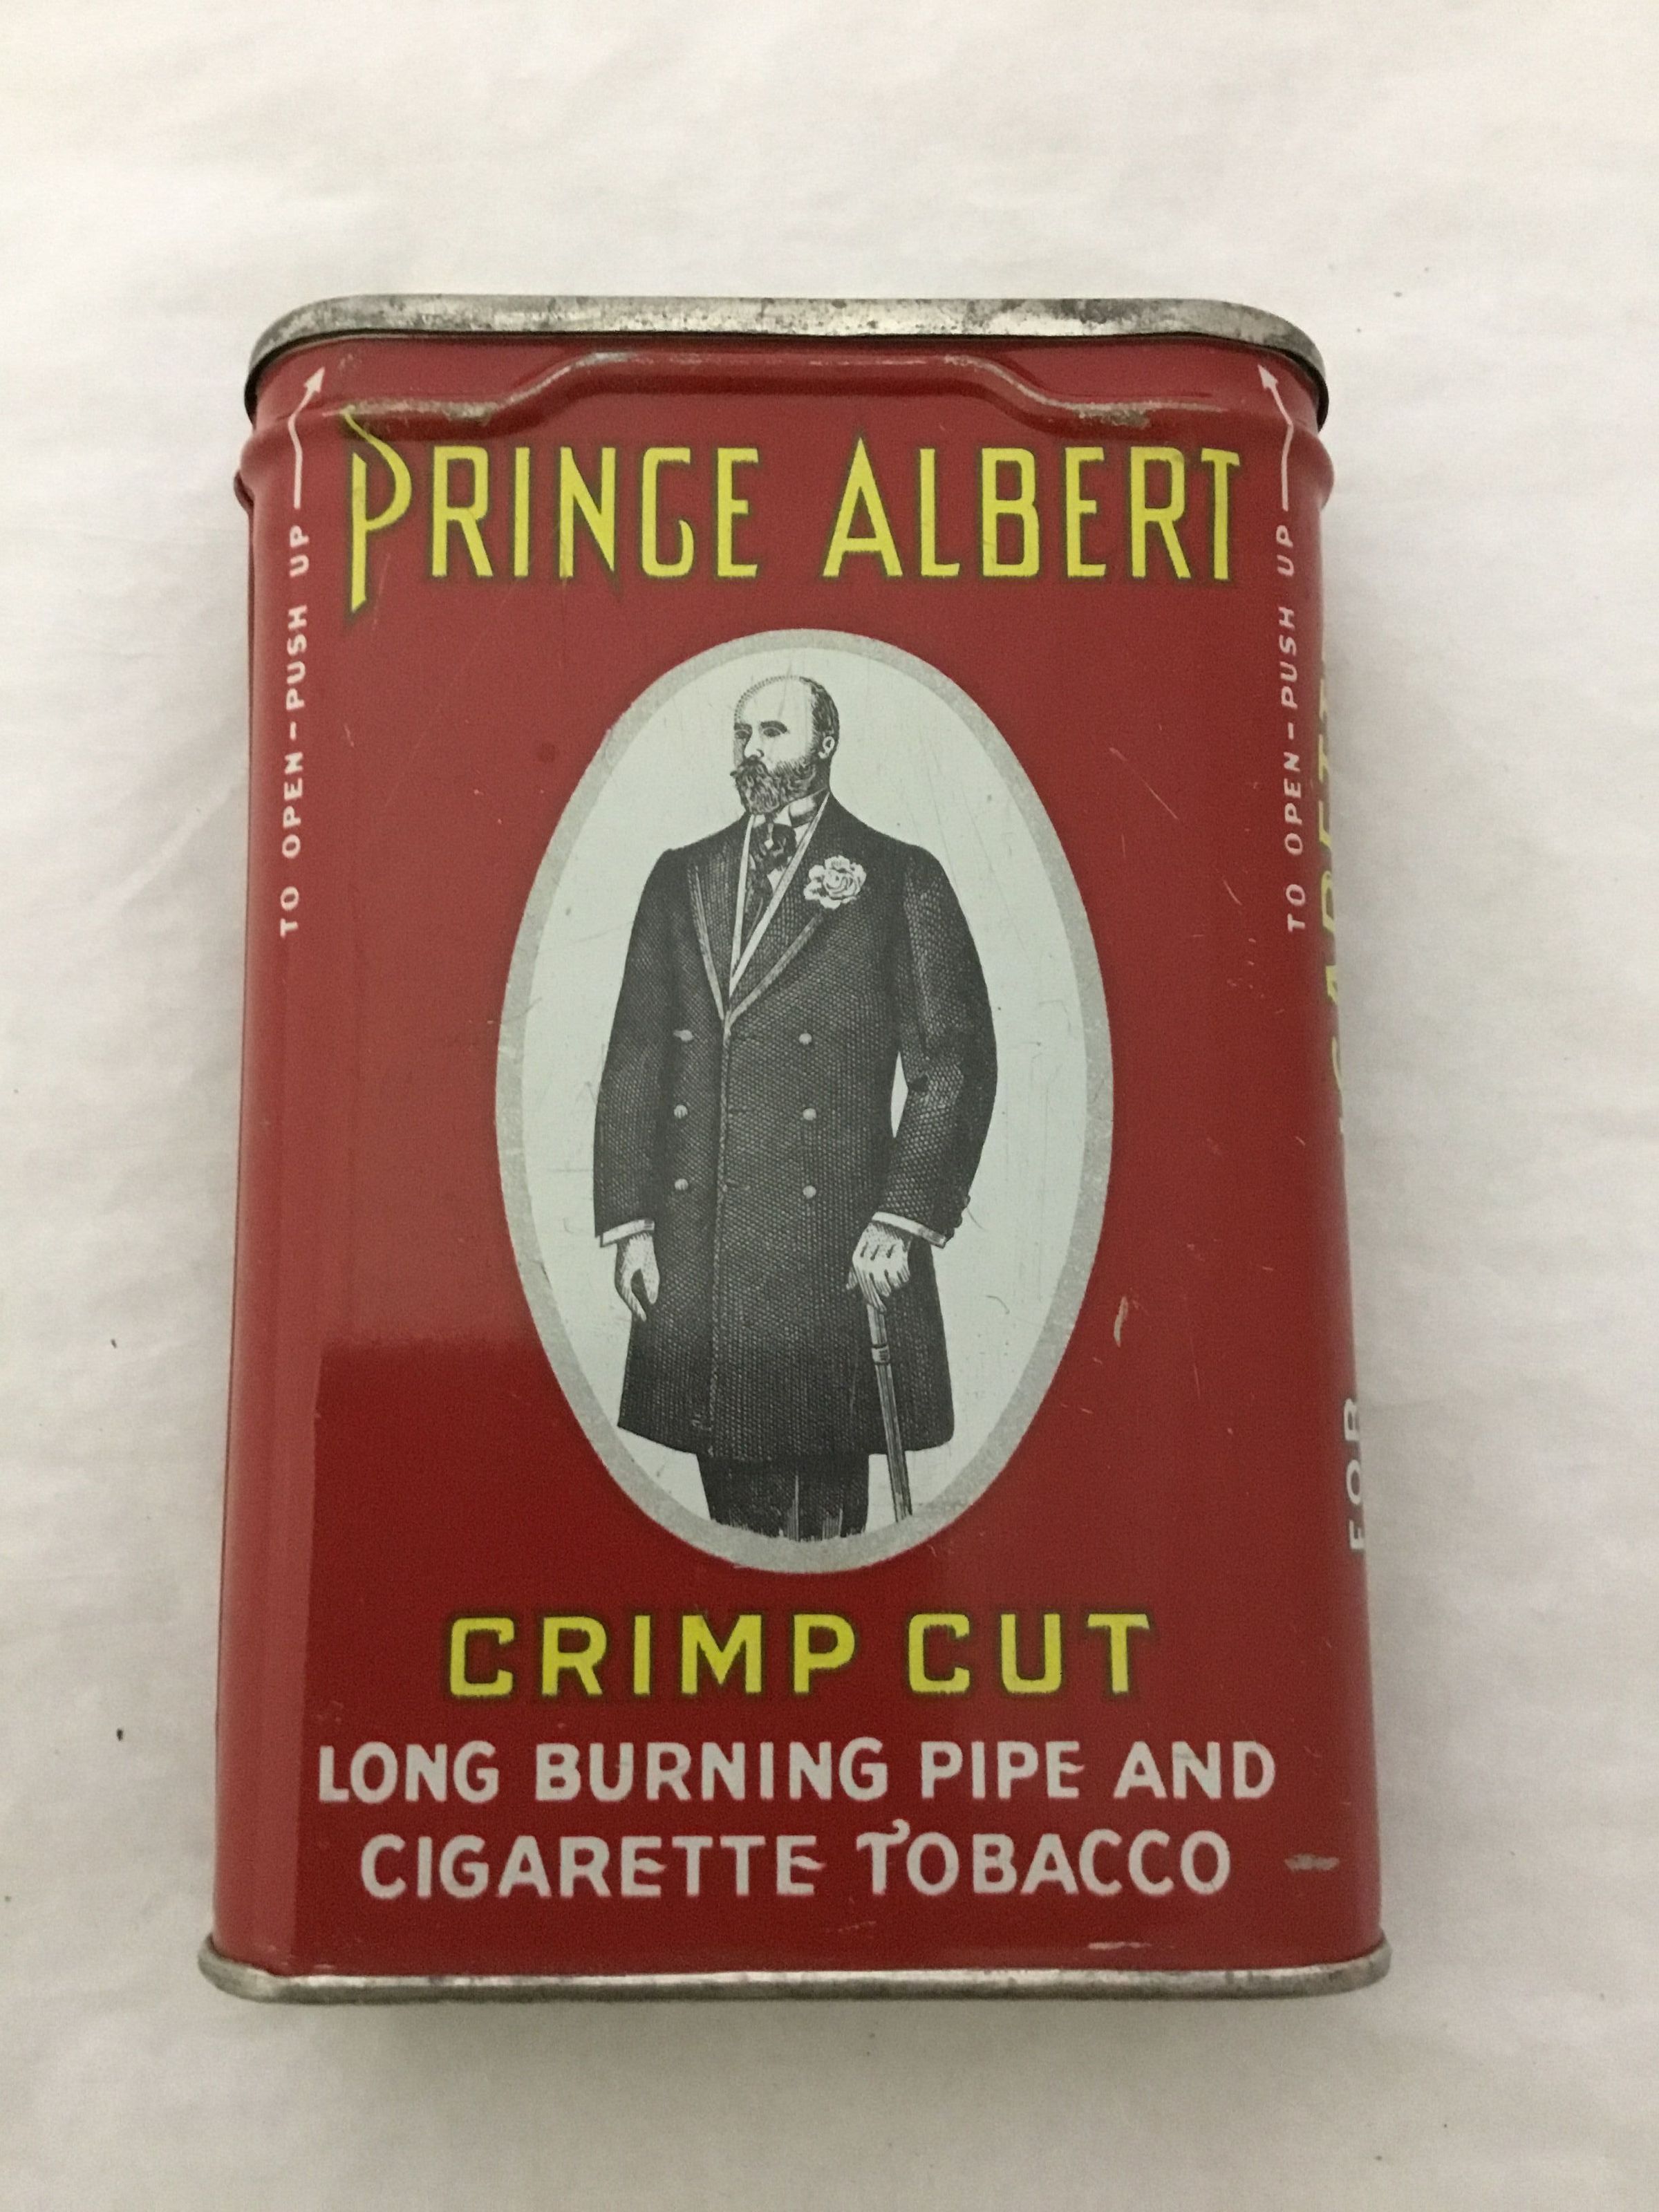 PRINCE ALBERT
TO OPEN-PUSH UP
TO OPEN-PUSH UP
CRIMP CUT
LONG BURNING PIPE AND
CIGARETTE TOBACCO
FOR